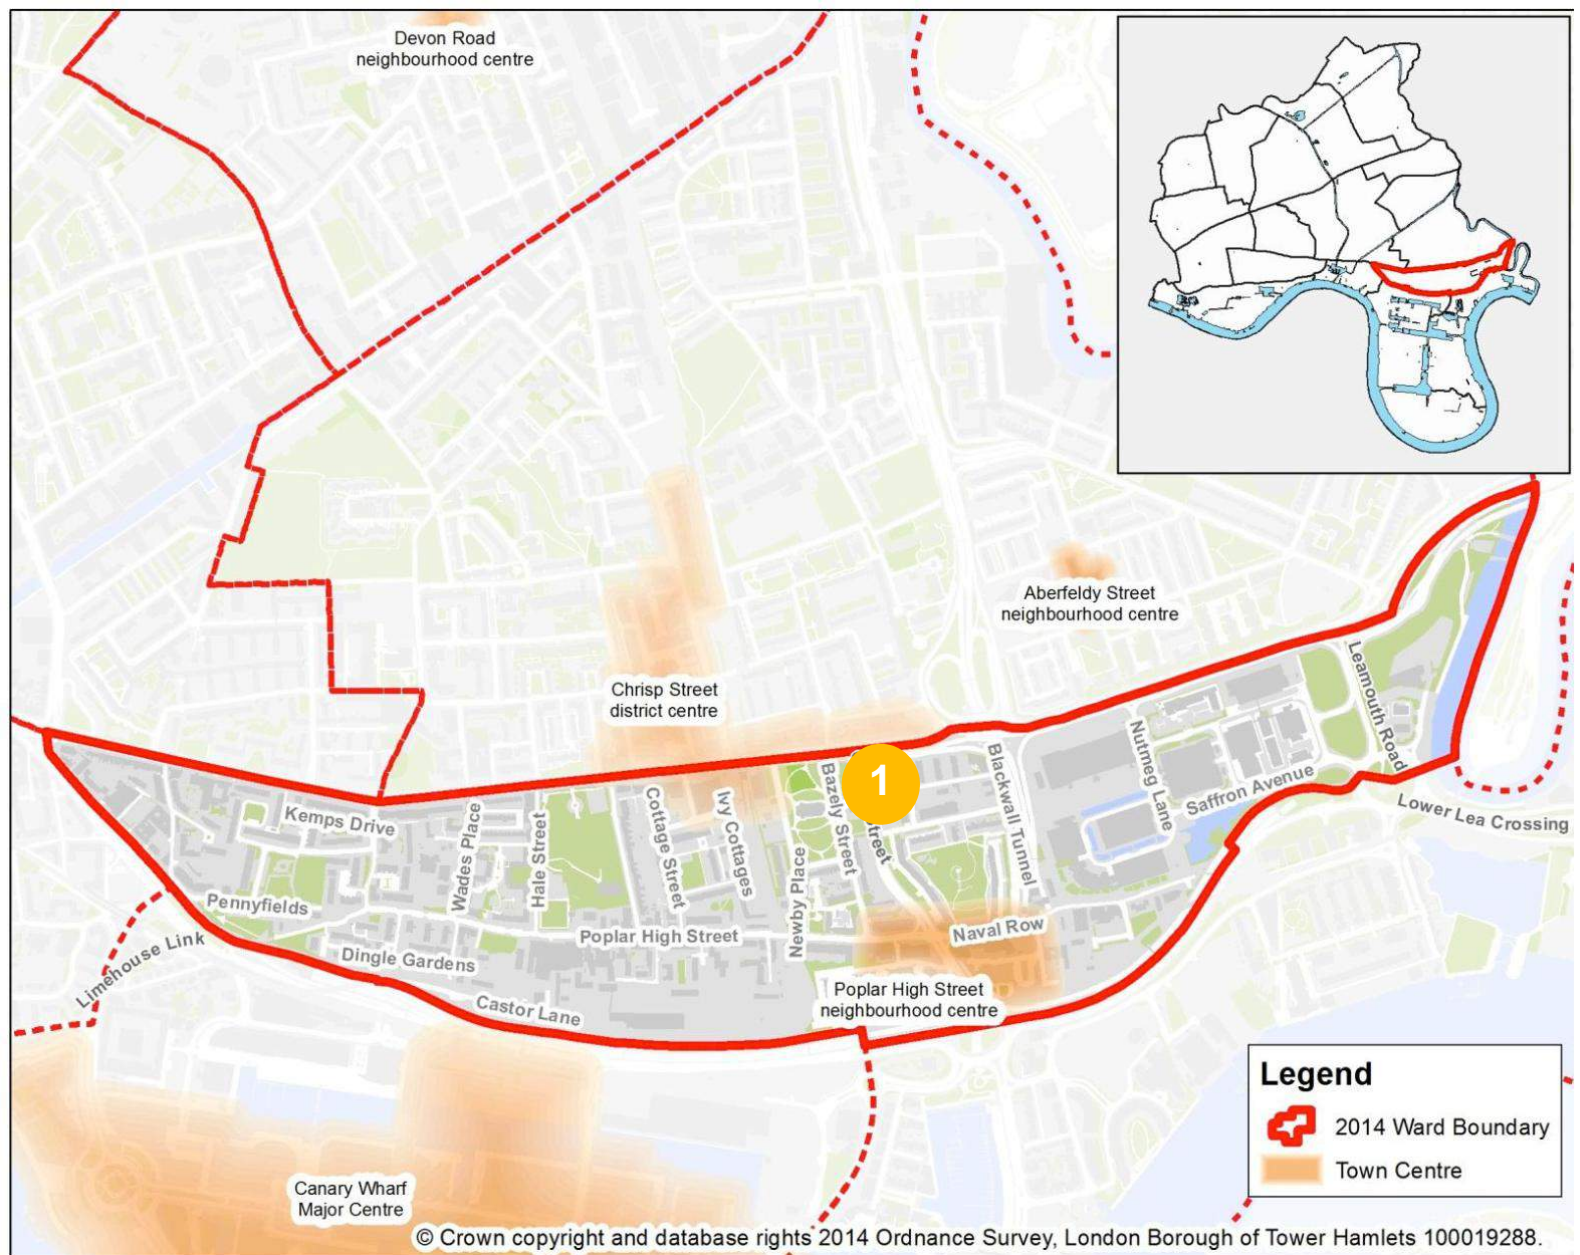 Devon Road
neighbourhood centre
Aberfeldy Street
neighbourhood centre
Chrisp Street
district centre
Leamouth Road
Nutmeg Lane
Blackwall Tunnel
Saffron Avenue
1
Bazely Street
Street
Kemps Drive
Wades Place
Hale Street
Cottage Street
Ivy Cottages
Newby Place
Lower Lea Crossing
Pennyfields
Poplar High Street
Naval Row
Limehouse Link
Dingle Gardens
Castor Lane
Poplar High Street
neighbourhood centre
Legend
2014 Ward Boundary
Town Centre
Canary Wharf
Major Centre
© Crown copyright and database rights 2014 Ordnance Survey, London Borough of Tower Hamlets 100019288.